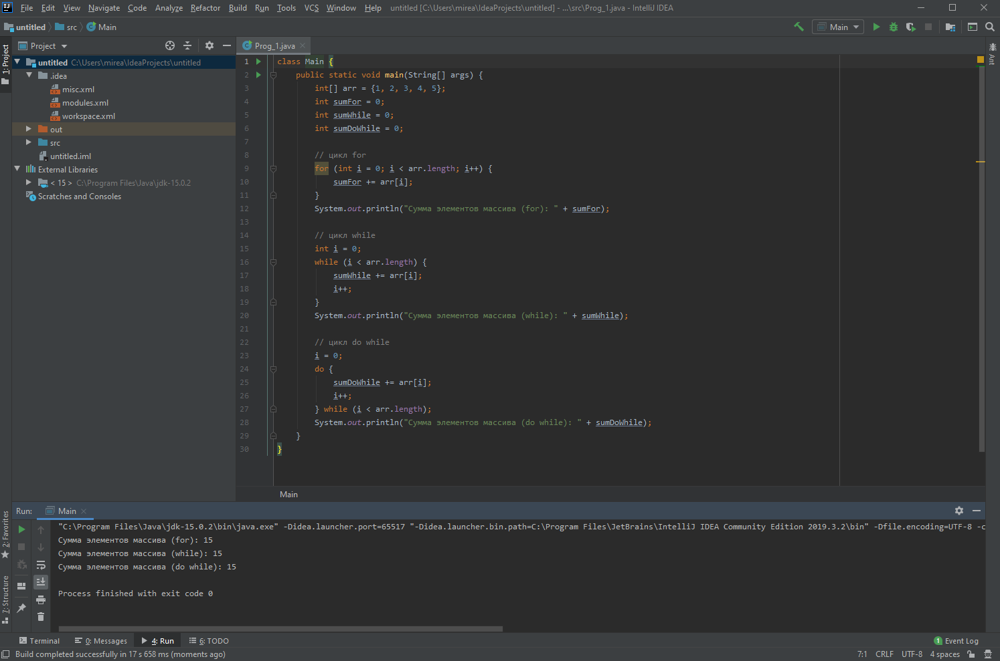 File Edit View Navigate Code Analyze Refactor Build Run Tools VCS Window Help untitled [C:\Users\mirea\IdeaProjects\untitled] - ...\src\Prog_1.java - IntelliJ IDEA
untitled src Main
Main
Project
Prog_1.java
1: Project
Ant
untitled C:\Users\mirea\IdeaProjects\untitled
.idea
misc.xml
modules.xml
workspace.xml
out
src
untitled.iml
External Libraries
< 15 > C:\Program Files\Java\jdk-15.0.2
Scratches and Consoles
1 class Main {
2 public static void main(String[] args) {
3 int[] arr = {1, 2, 3, 4, 5};
4 int sumFor = 0;
5 int sumWhile = 0;
6 int sumDoWhile = 0;
7
8 // цикл for
9 for (int i = 0; i < arr.length; i++) {
10 sumFor += arr[i];
11 }
12 System.out.println("Сумма элементов массива (for): " + sumFor);
13
14 // цикл while
15 int i = 0;
16 while (i < arr.length) {
17 sumWhile += arr[i];
18 i++;
19 }
20 System.out.println("Сумма элементов массива (while): " + sumWhile);
21
22 // цикл do while
23 i = 0;
24 do {
25 sumDoWhile += arr[i];
26 i++;
27 } while (i < arr.length);
28 System.out.println("Сумма элементов массива (do while): " + sumDoWhile);
29 }
30 }
Main
Run: Main
2: Favorites
7: Structure
"C:\Program Files\Java\jdk-15.0.2\bin\java.exe" -Didea.launcher.port=65517 "-Didea.launcher.bin.path=C:\Program Files\JetBrains\IntelliJ IDEA Community Edition 2019.3.2\bin" -Dfile.encoding=UTF-8 -c
Сумма элементов массива (for): 15
Сумма элементов массива (while): 15
Сумма элементов массива (do while): 15
Process finished with exit code 0
Terminal 0: Messages 4: Run 6: TODO 1 Event Log
Build completed successfully in 17 s 658 ms (moments ago) 7:1 CRLF UTF-8 4 spaces